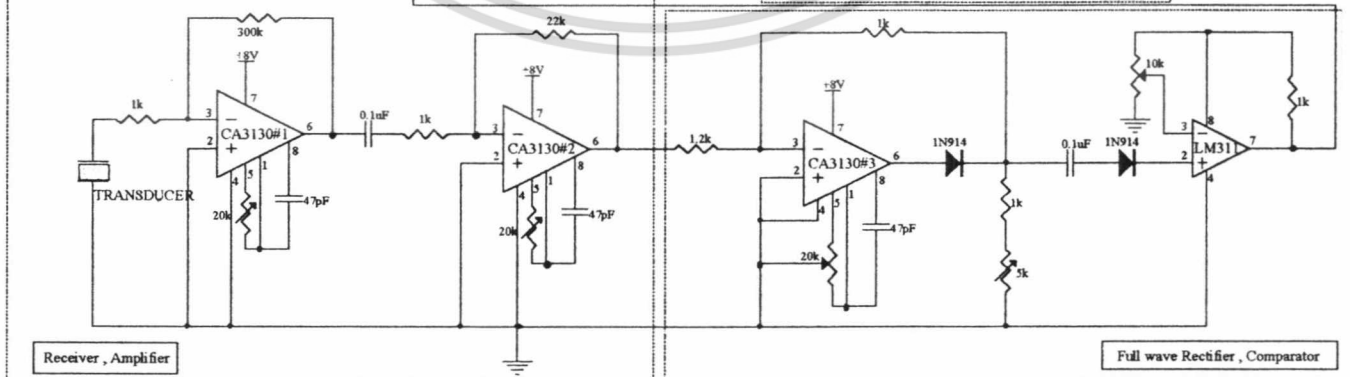 300k
+8V
1k
3
2
7
CA3130#1
6
8
4
5
1
20k
47pF
TRANSDUCER
0.1uF
1k
22k
+8V
3
2
7
CA3130#2
6
8
4
5
1
20k
47pF
1k
1,2k
+8V
3
2
7
CA3130#3
6
8
4
5
1
20k
47pF
1N914
1k
5k
0.1uF
1N914
10k
8
3
2
LM31
7
4
1k
Receiver , Amplifier
Full wave Rectifier , Comparator